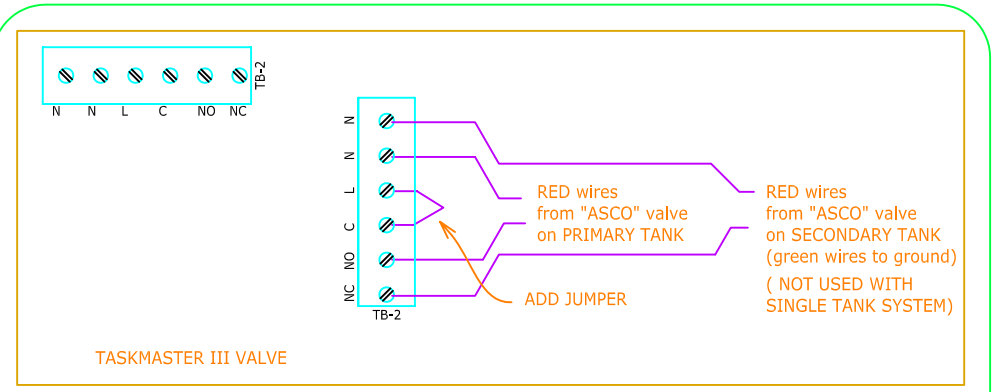 N N L C NO NC
TB-2
N
N
L
C
NO
NC
TB-2
RED wires
from "ASCO" valve
on PRIMARY TANK
RED wires
from "ASCO" valve
on SECONDARY TANK
(green wires to ground)
( NOT USED WITH
SINGLE TANK SYSTEM)
ADD JUMPER
TASKMASTER III VALVE